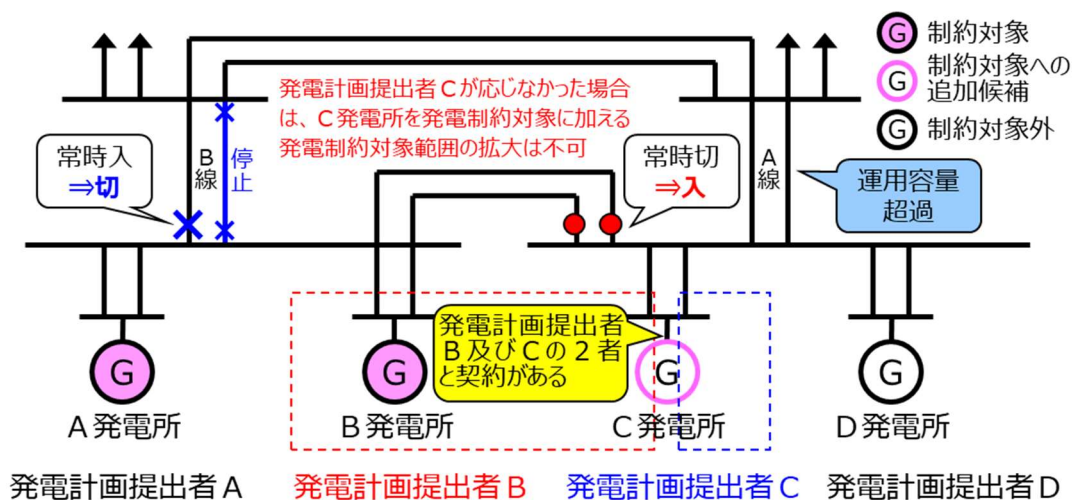 G 制約対象
G 制約対象への
追加候補
G 制約対象外
発電計画提出者Cが応じなかった場合
は、C発電所を発電制約対象に加える
発電制約対象範囲の拡大は不可
常時入
⇒切
B線
停止
常時切
⇒入
A線
運用容量
超過
発電計画提出者
B及びCの2者
と契約がある
G
G
G
G
A発電所
B発電所
C発電所
D発電所
発電計画提出者A
発電計画提出者B
発電計画提出者C
発電計画提出者D